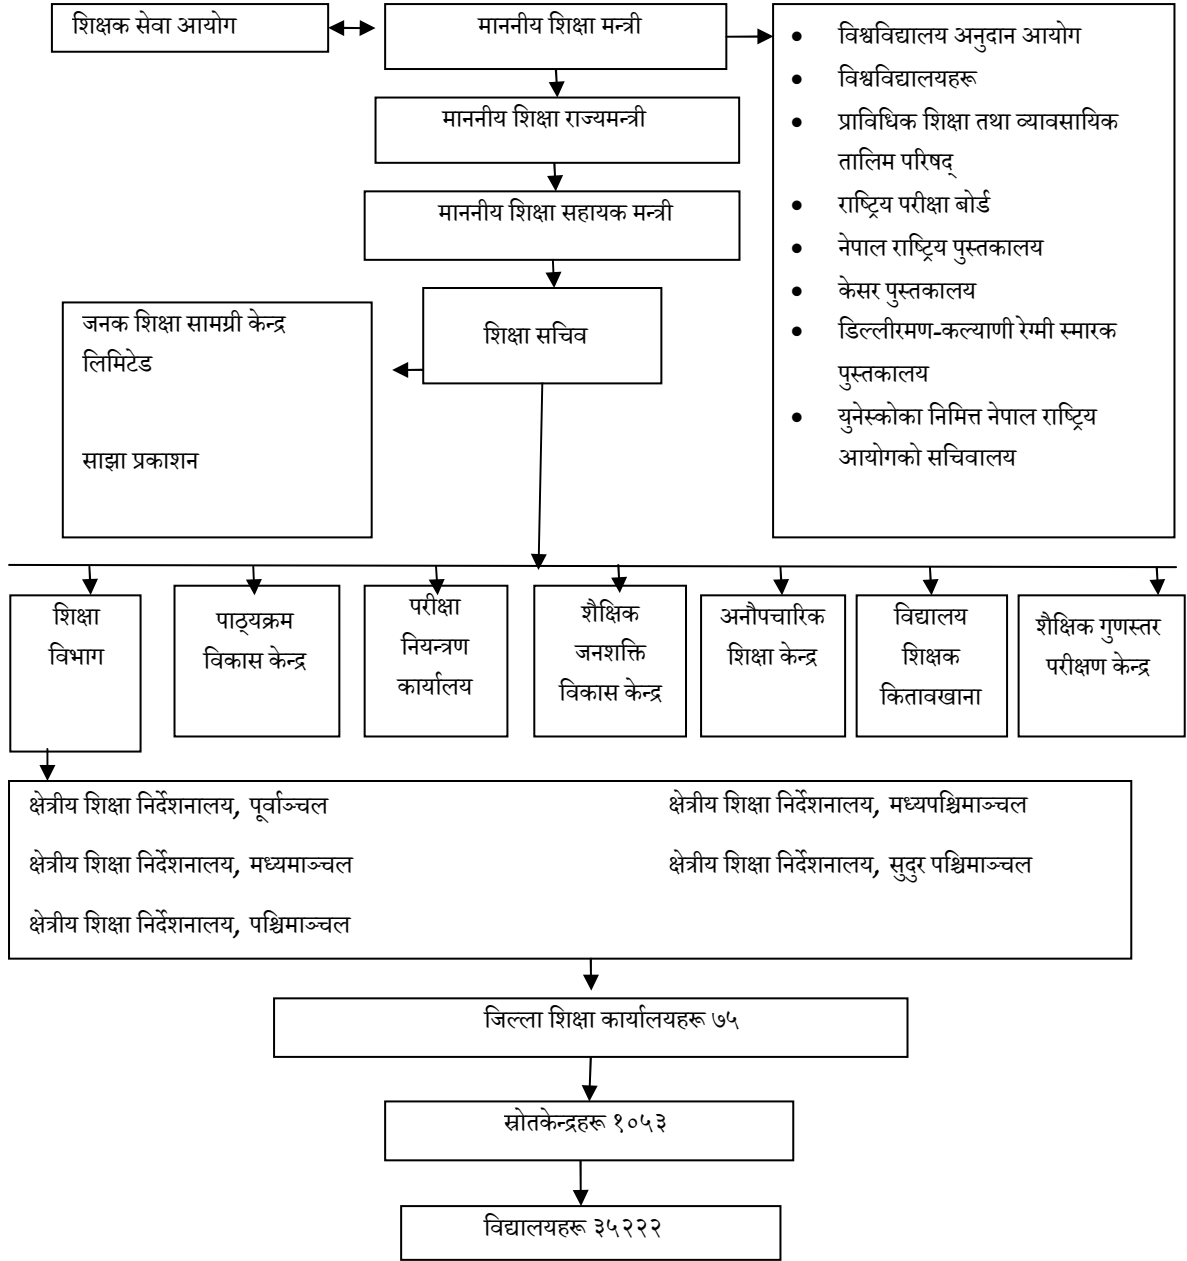 शिक्षक सेवा आयोग
माननीय शिक्षा मन्त्री
• विश्वविद्यालय अनुदान आयोग
• विश्वविद्यालयहरू
• प्राविधिक शिक्षा तथा व्यावसायिक
तालिम परिषद्
• राष्ट्रिय परीक्षा बोर्ड
• नेपाल राष्ट्रिय पुस्तकालय
• केसर पुस्तकालय
• डिल्लीरमण-कल्याणी रेग्मी स्मारक
पुस्तकालय
• युनेस्कोका निमित्त नेपाल राष्ट्रिय
आयोगको सचिवालय
माननीय शिक्षा राज्यमन्त्री
माननीय शिक्षा सहायक मन्त्री
शिक्षा सचिव
जनक शिक्षा सामग्री केन्द्र
लिमिटेड
साझा प्रकाशन
शिक्षा
विभाग
पाठ्यक्रम
विकास केन्द्र
परीक्षा
नियन्त्रण
कार्यालय
शैक्षिक
जनशक्ति
विकास केन्द्र
अनौपचारिक
शिक्षा केन्द्र
विद्यालय
शिक्षक
कितावखाना
शैक्षिक गुणस्तर
परीक्षण केन्द्र
क्षेत्रीय शिक्षा निर्देशनालय, पूर्वाञ्चल
क्षेत्रीय शिक्षा निर्देशनालय, मध्यमाञ्चल
क्षेत्रीय शिक्षा निर्देशनालय, पश्चिमाञ्चल
क्षेत्रीय शिक्षा निर्देशनालय, मध्यपश्चिमाञ्चल
क्षेत्रीय शिक्षा निर्देशनालय, सुदुर पश्चिमाञ्चल
जिल्ला शिक्षा कार्यालयहरू ७५
स्रोतकेन्द्रहरू १०५३
विद्यालयहरू ३५२२२